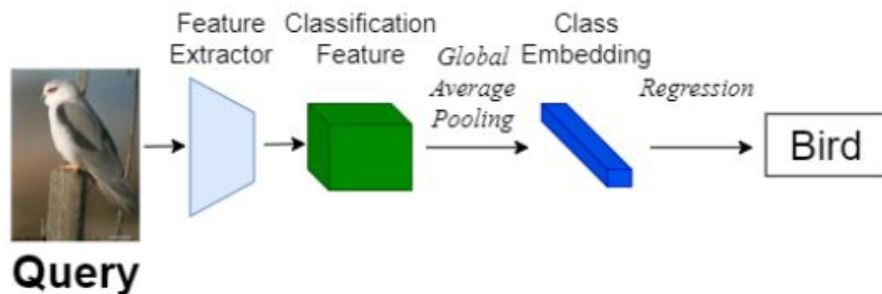 Feature
Extractor
Classification
Feature
Global
Average
Pooling
Class
Embedding
Regression
Bird
Query